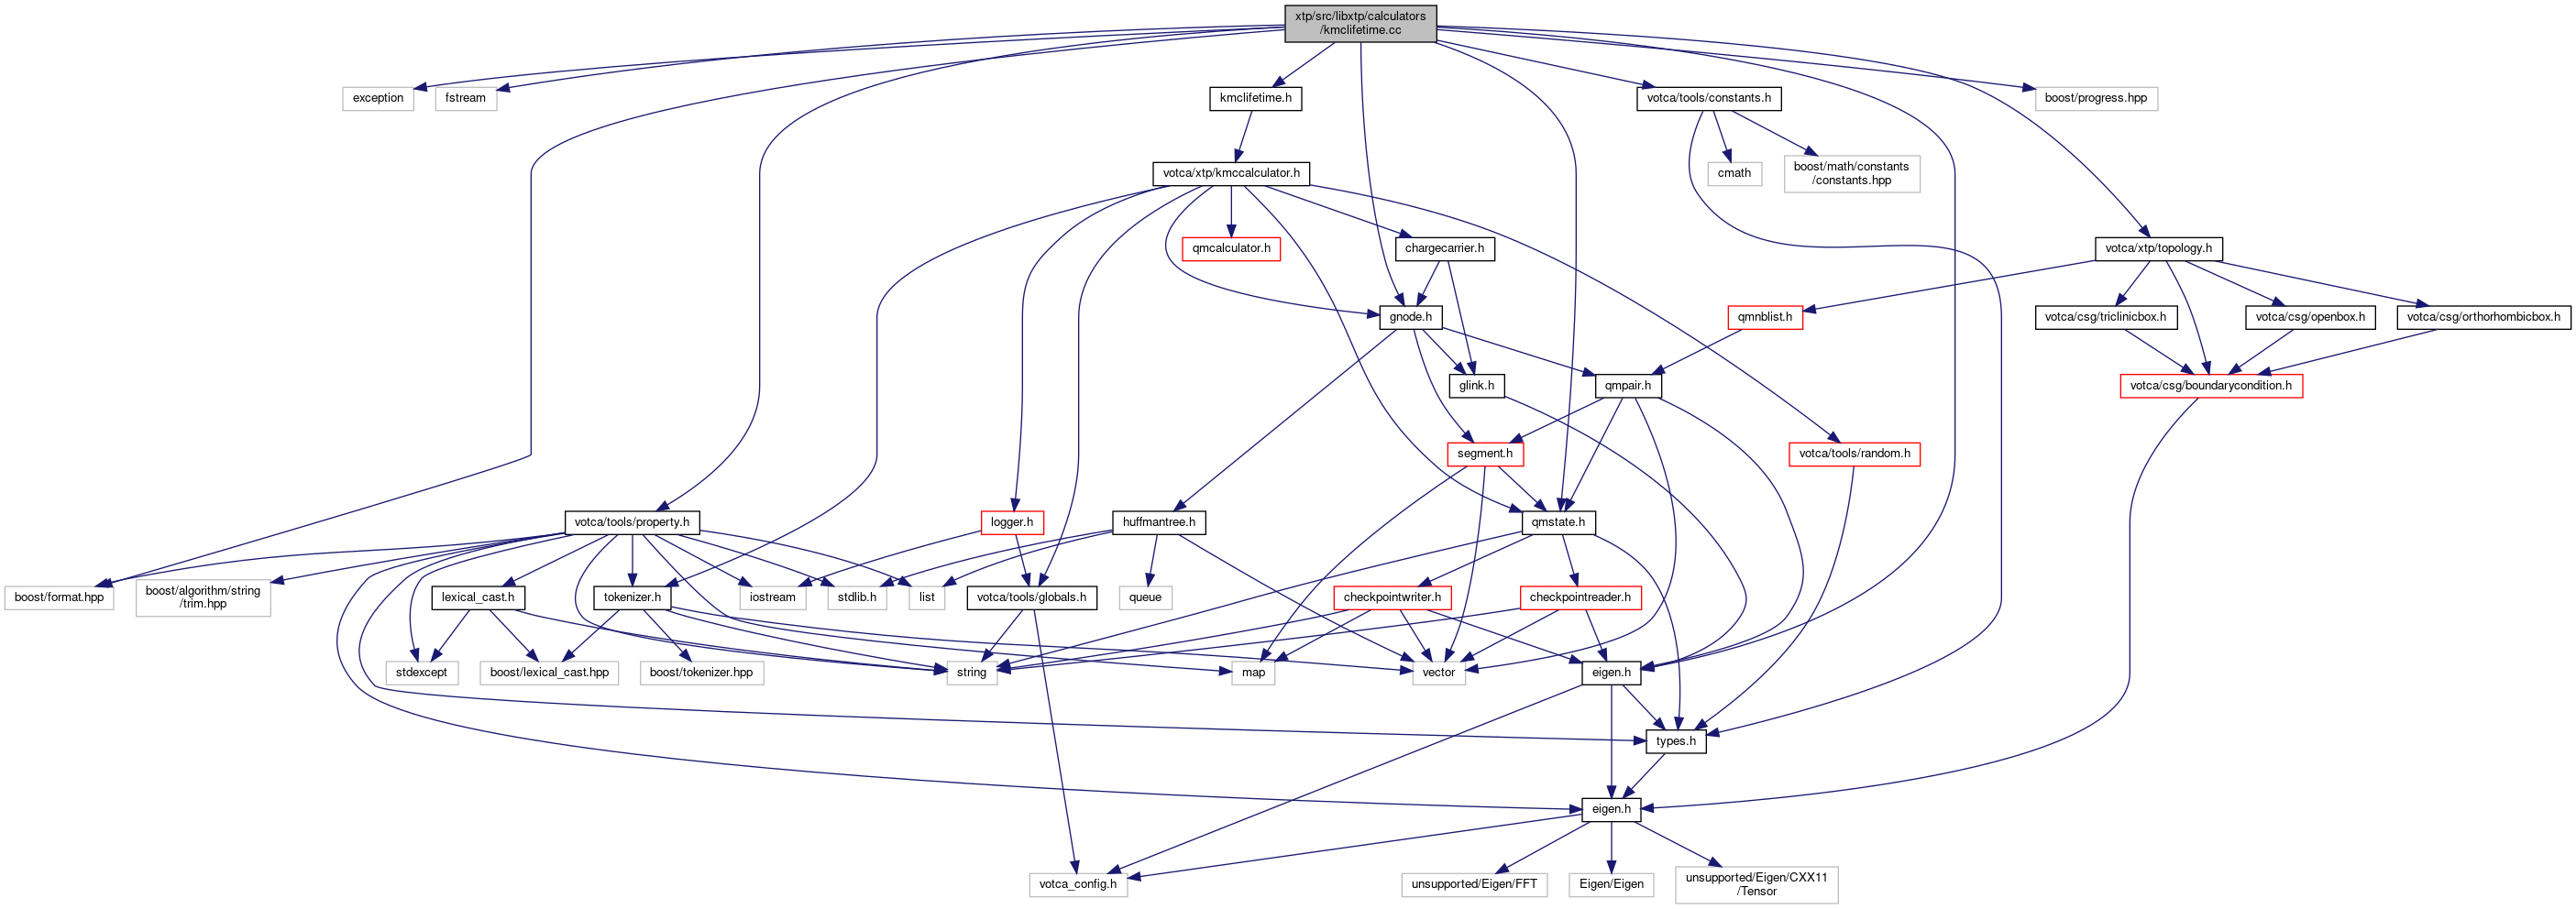 xtp/src/libxtp/calculators
/kmclifetime.cc
exception
fstream
kmclifetime.h
votca/tools/constants.h
boost/progress.hpp
votca/xtp/kmccalculator.h
cmath
boost/math/constants
/constants.hpp
qmcalculator.h
chargecarrier.h
votca/xtp/topology.h
gnode.h
qmnblist.h
votca/csg/triclinicbox.h
votca/csg/openbox.h
votca/csg/orthorhombicbox.h
glink.h
qmpair.h
votca/csg/boundarycondition.h
segment.h
votca/tools/random.h
votca/tools/property.h
logger.h
huffmantree.h
qmstate.h
boost/format.hpp
boost/algorithm/string
/trim.hpp
lexical_cast.h
tokenizer.h
iostream
stdlib.h
list
votca/tools/globals.h
queue
checkpointwriter.h
checkpointreader.h
stdexcept
boost/lexical_cast.hpp
boost/tokenizer.hpp
string
map
vector
eigen.h
types.h
eigen.h
votca_config.h
unsupported/Eigen/FFT
Eigen/Eigen
unsupported/Eigen/CXX11
/Tensor